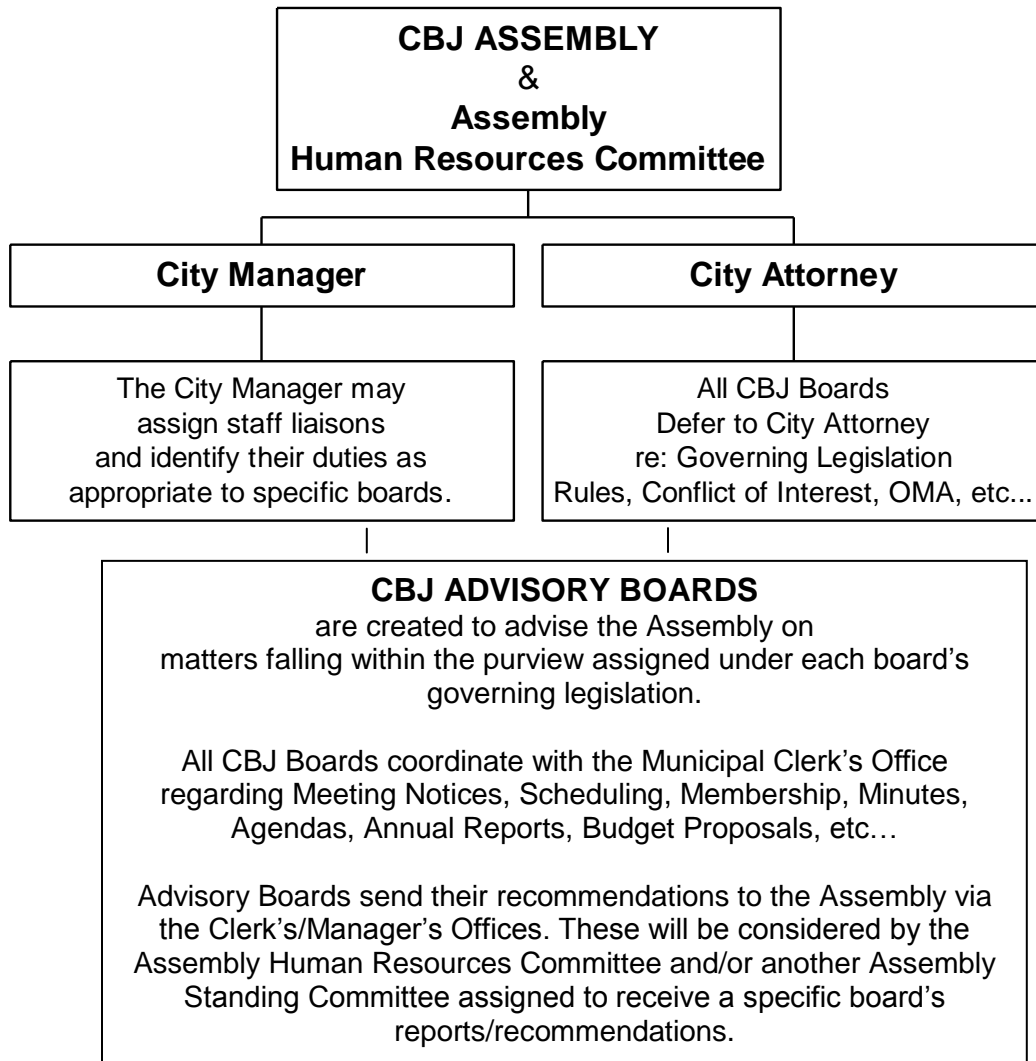 CBJ ASSEMBLY
&
Assembly
Human Resources Committee
City Manager
City Attorney
The City Manager may
assign staff liaisons
and identify their duties as
appropriate to specific boards.
All CBJ Boards
Defer to City Attorney
re: Governing Legislation
Rules, Conflict of Interest, OMA, etc...
CBJ ADVISORY BOARDS
are created to advise the Assembly on
matters falling within the purview assigned under each board’s
governing legislation.
All CBJ Boards coordinate with the Municipal Clerk’s Office
regarding Meeting Notices, Scheduling, Membership, Minutes,
Agendas, Annual Reports, Budget Proposals, etc…
Advisory Boards send their recommendations to the Assembly via
the Clerk’s/Manager’s Offices. These will be considered by the
Assembly Human Resources Committee and/or another Assembly
Standing Committee assigned to receive a specific board’s
reports/recommendations.